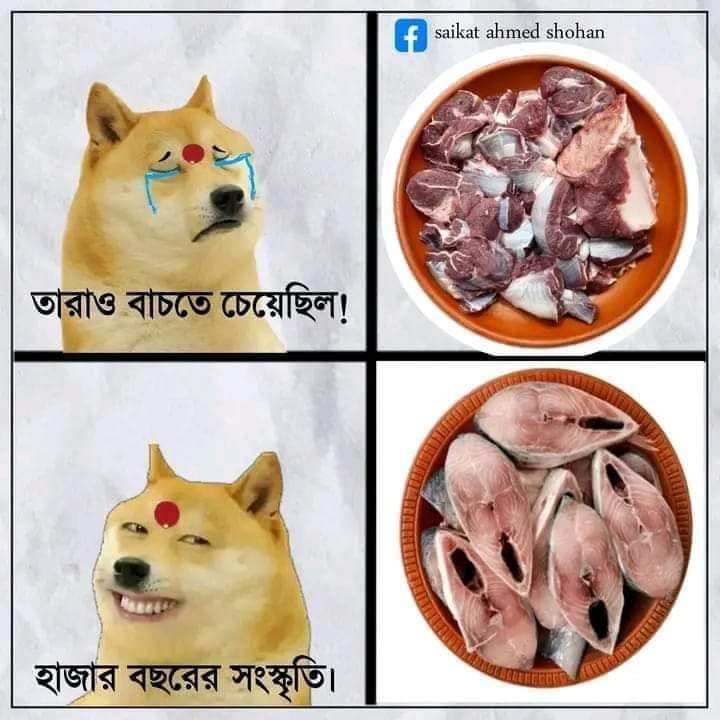 saikat ahmed shohan
তারাও বাচতে চেয়েছিল!
হাজার বছরের সংস্কৃতি।